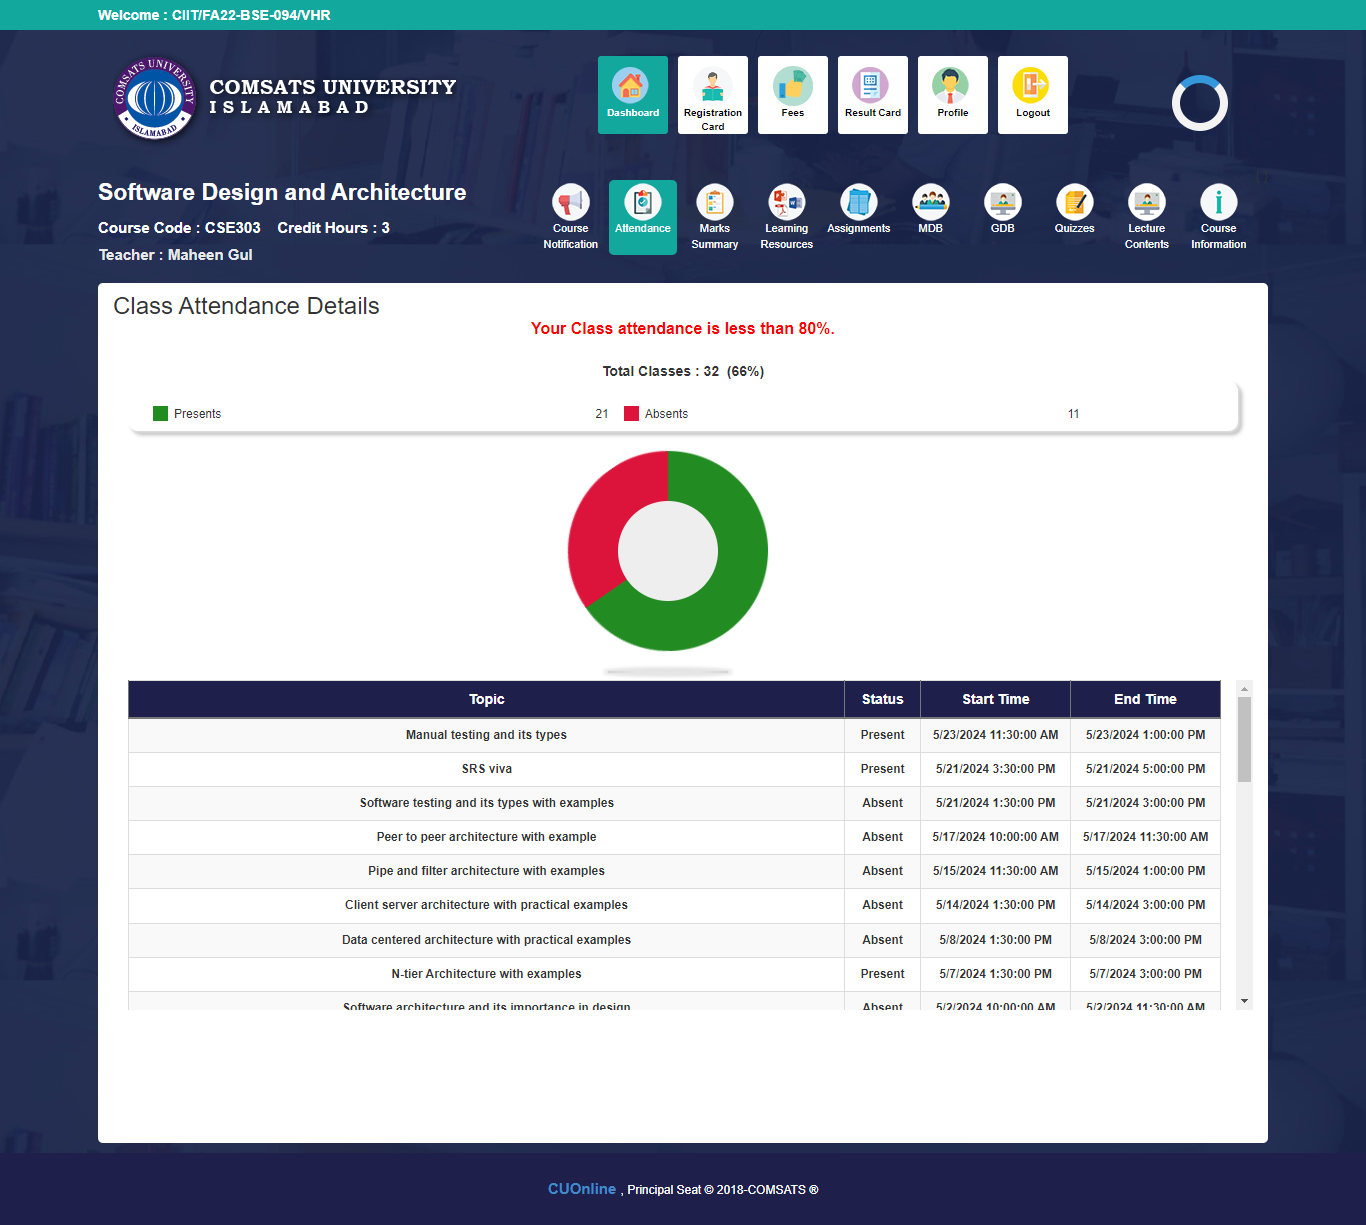 Welcome : CIIT/FA22-BSE-094/VHR
COMSATS UNIVERSITY
ISLAMABAD
COMSATS UNIVERSITY
ISLAMABAD
Dashboard
Registration
Card
Fees
Result Card
Profile
Logout
Software Design and Architecture
Course Code : CSE303 Credit Hours : 3
Teacher : Maheen Gul
Course
Notification
Attendance
Marks
Summary
Learning
Resources
Assignments
MDB
GDB
Quizzes
Lecture
Contents
Course
Information
Class Attendance Details
Your Class attendance is less than 80%.
Total Classes : 32 (66%)
Presents 21 Absents 11
Topic Status Start Time End Time
Manual testing and its types Present 5/23/2024 11:30:00 AM 5/23/2024 1:00:00 PM
SRS viva Present 5/21/2024 3:30:00 PM 5/21/2024 5:00:00 PM
Software testing and its types with examples Absent 5/21/2024 1:30:00 PM 5/21/2024 3:00:00 PM
Peer to peer architecture with example Absent 5/17/2024 10:00:00 AM 5/17/2024 11:30:00 AM
Pipe and filter architecture with examples Absent 5/15/2024 11:30:00 AM 5/15/2024 1:00:00 PM
Client server architecture with practical examples Absent 5/14/2024 1:30:00 PM 5/14/2024 3:00:00 PM
Data centered architecture with practical examples Absent 5/8/2024 1:30:00 PM 5/8/2024 3:00:00 PM
N-tier Architecture with examples Present 5/7/2024 1:30:00 PM 5/7/2024 3:00:00 PM
Software architecture and its importance in design Absent 5/2/2024 10:00:00 AM 5/2/2024 11:30:00 AM
CUOnline , Principal Seat © 2018-COMSATS ®